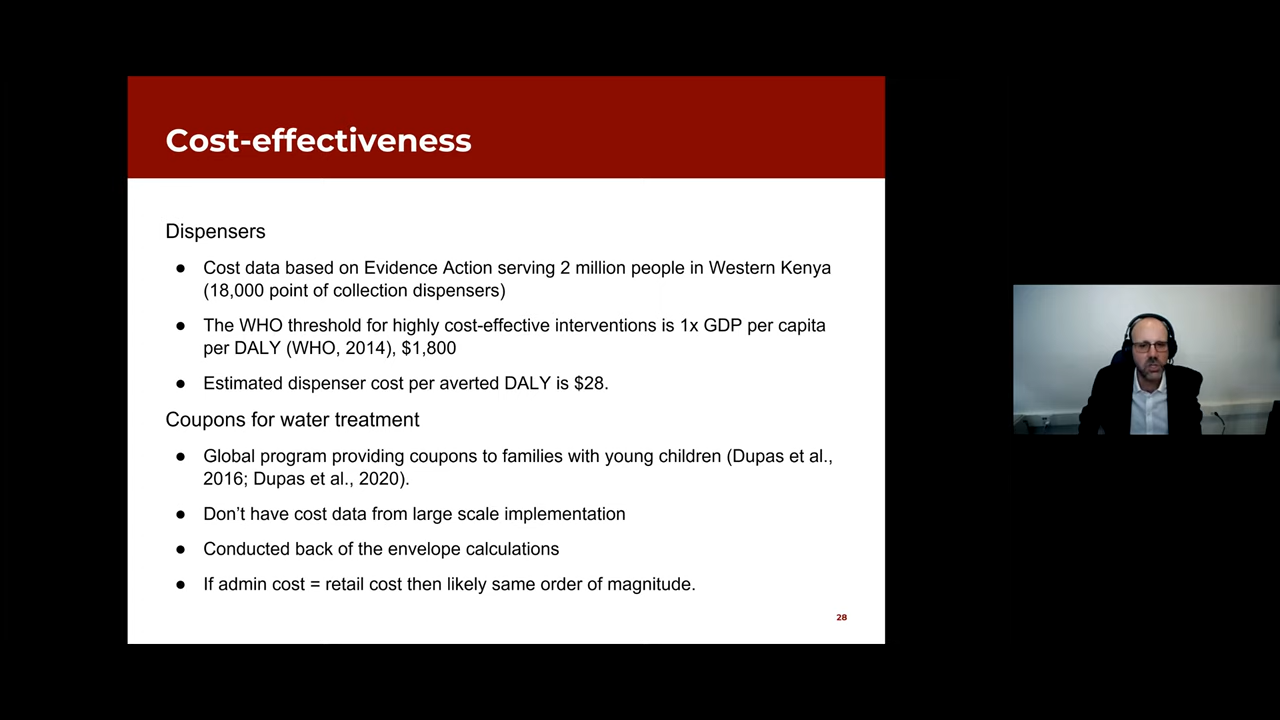 Cost-effectiveness
Dispensers
● Cost data based on Evidence Action serving 2 million people in Western Kenya
(18,000 point of collection dispensers)
● The WHO threshold for highly cost-effective interventions is 1x GDP per capita
per DALY (WHO, 2014), $1,800
● Estimated dispenser cost per averted DALY is $28.
Coupons for water treatment
● Global program providing coupons to families with young children (Dupas et al.,
2016; Dupas et al., 2020).
● Don’t have cost data from large scale implementation
● Conducted back of the envelope calculations
● If admin cost = retail cost then likely same order of magnitude.
28